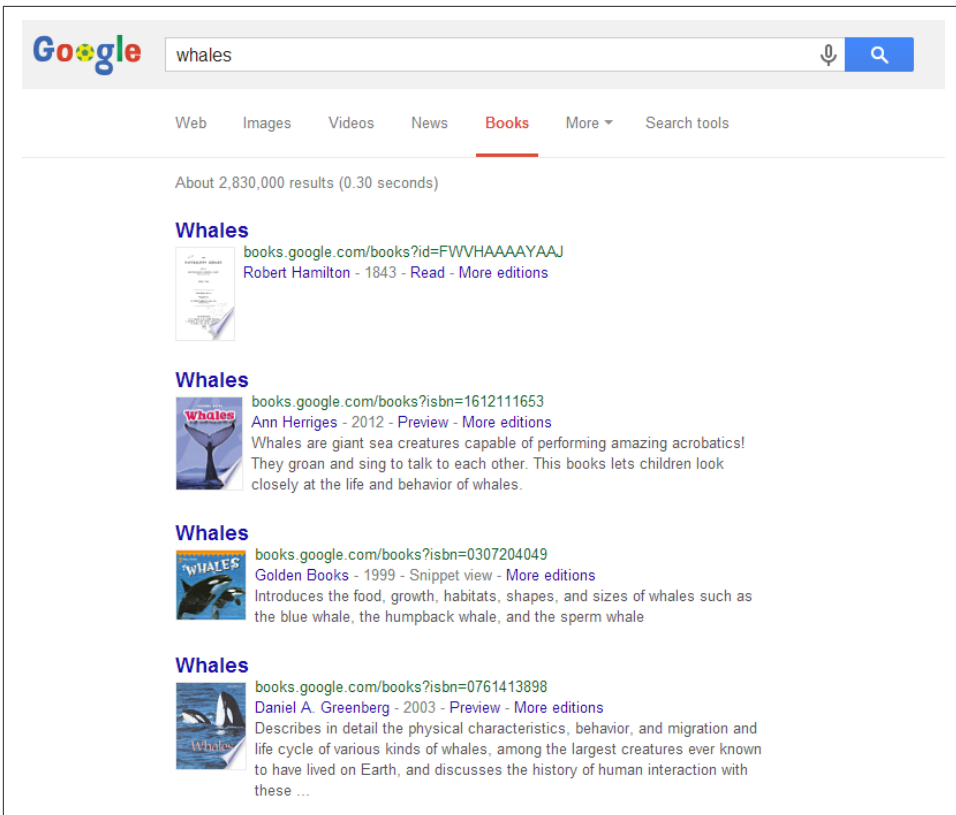 Google
whales
Web Images Videos News Books More Search tools
About 2,830,000 results (0.30 seconds)
Whales
books.google.com/books?id=FWVHAAAAYAAJ
Robert Hamilton - 1843 - Read - More editions
Whales
Whales
books.google.com/books?isbn=1612111653
Ann Herriges - 2012 - Preview - More editions
Whales are giant sea creatures capable of performing amazing acrobatics!
They groan and sing to talk to each other. This books lets children look
closely at the life and behavior of whales.
Whales
WHALES
books.google.com/books?isbn=0307204049
Golden Books - 1999 - Snippet view - More editions
Introduces the food, growth, habitats, shapes, and sizes of whales such as
the blue whale, the humpback whale, and the sperm whale
Whales
books.google.com/books?isbn=0761413898
Daniel A. Greenberg - 2003 - Preview - More editions
Describes in detail the physical characteristics, behavior, and migration and
life cycle of various kinds of whales, among the largest creatures ever known
to have lived on Earth, and discusses the history of human interaction with
these ...
Whales